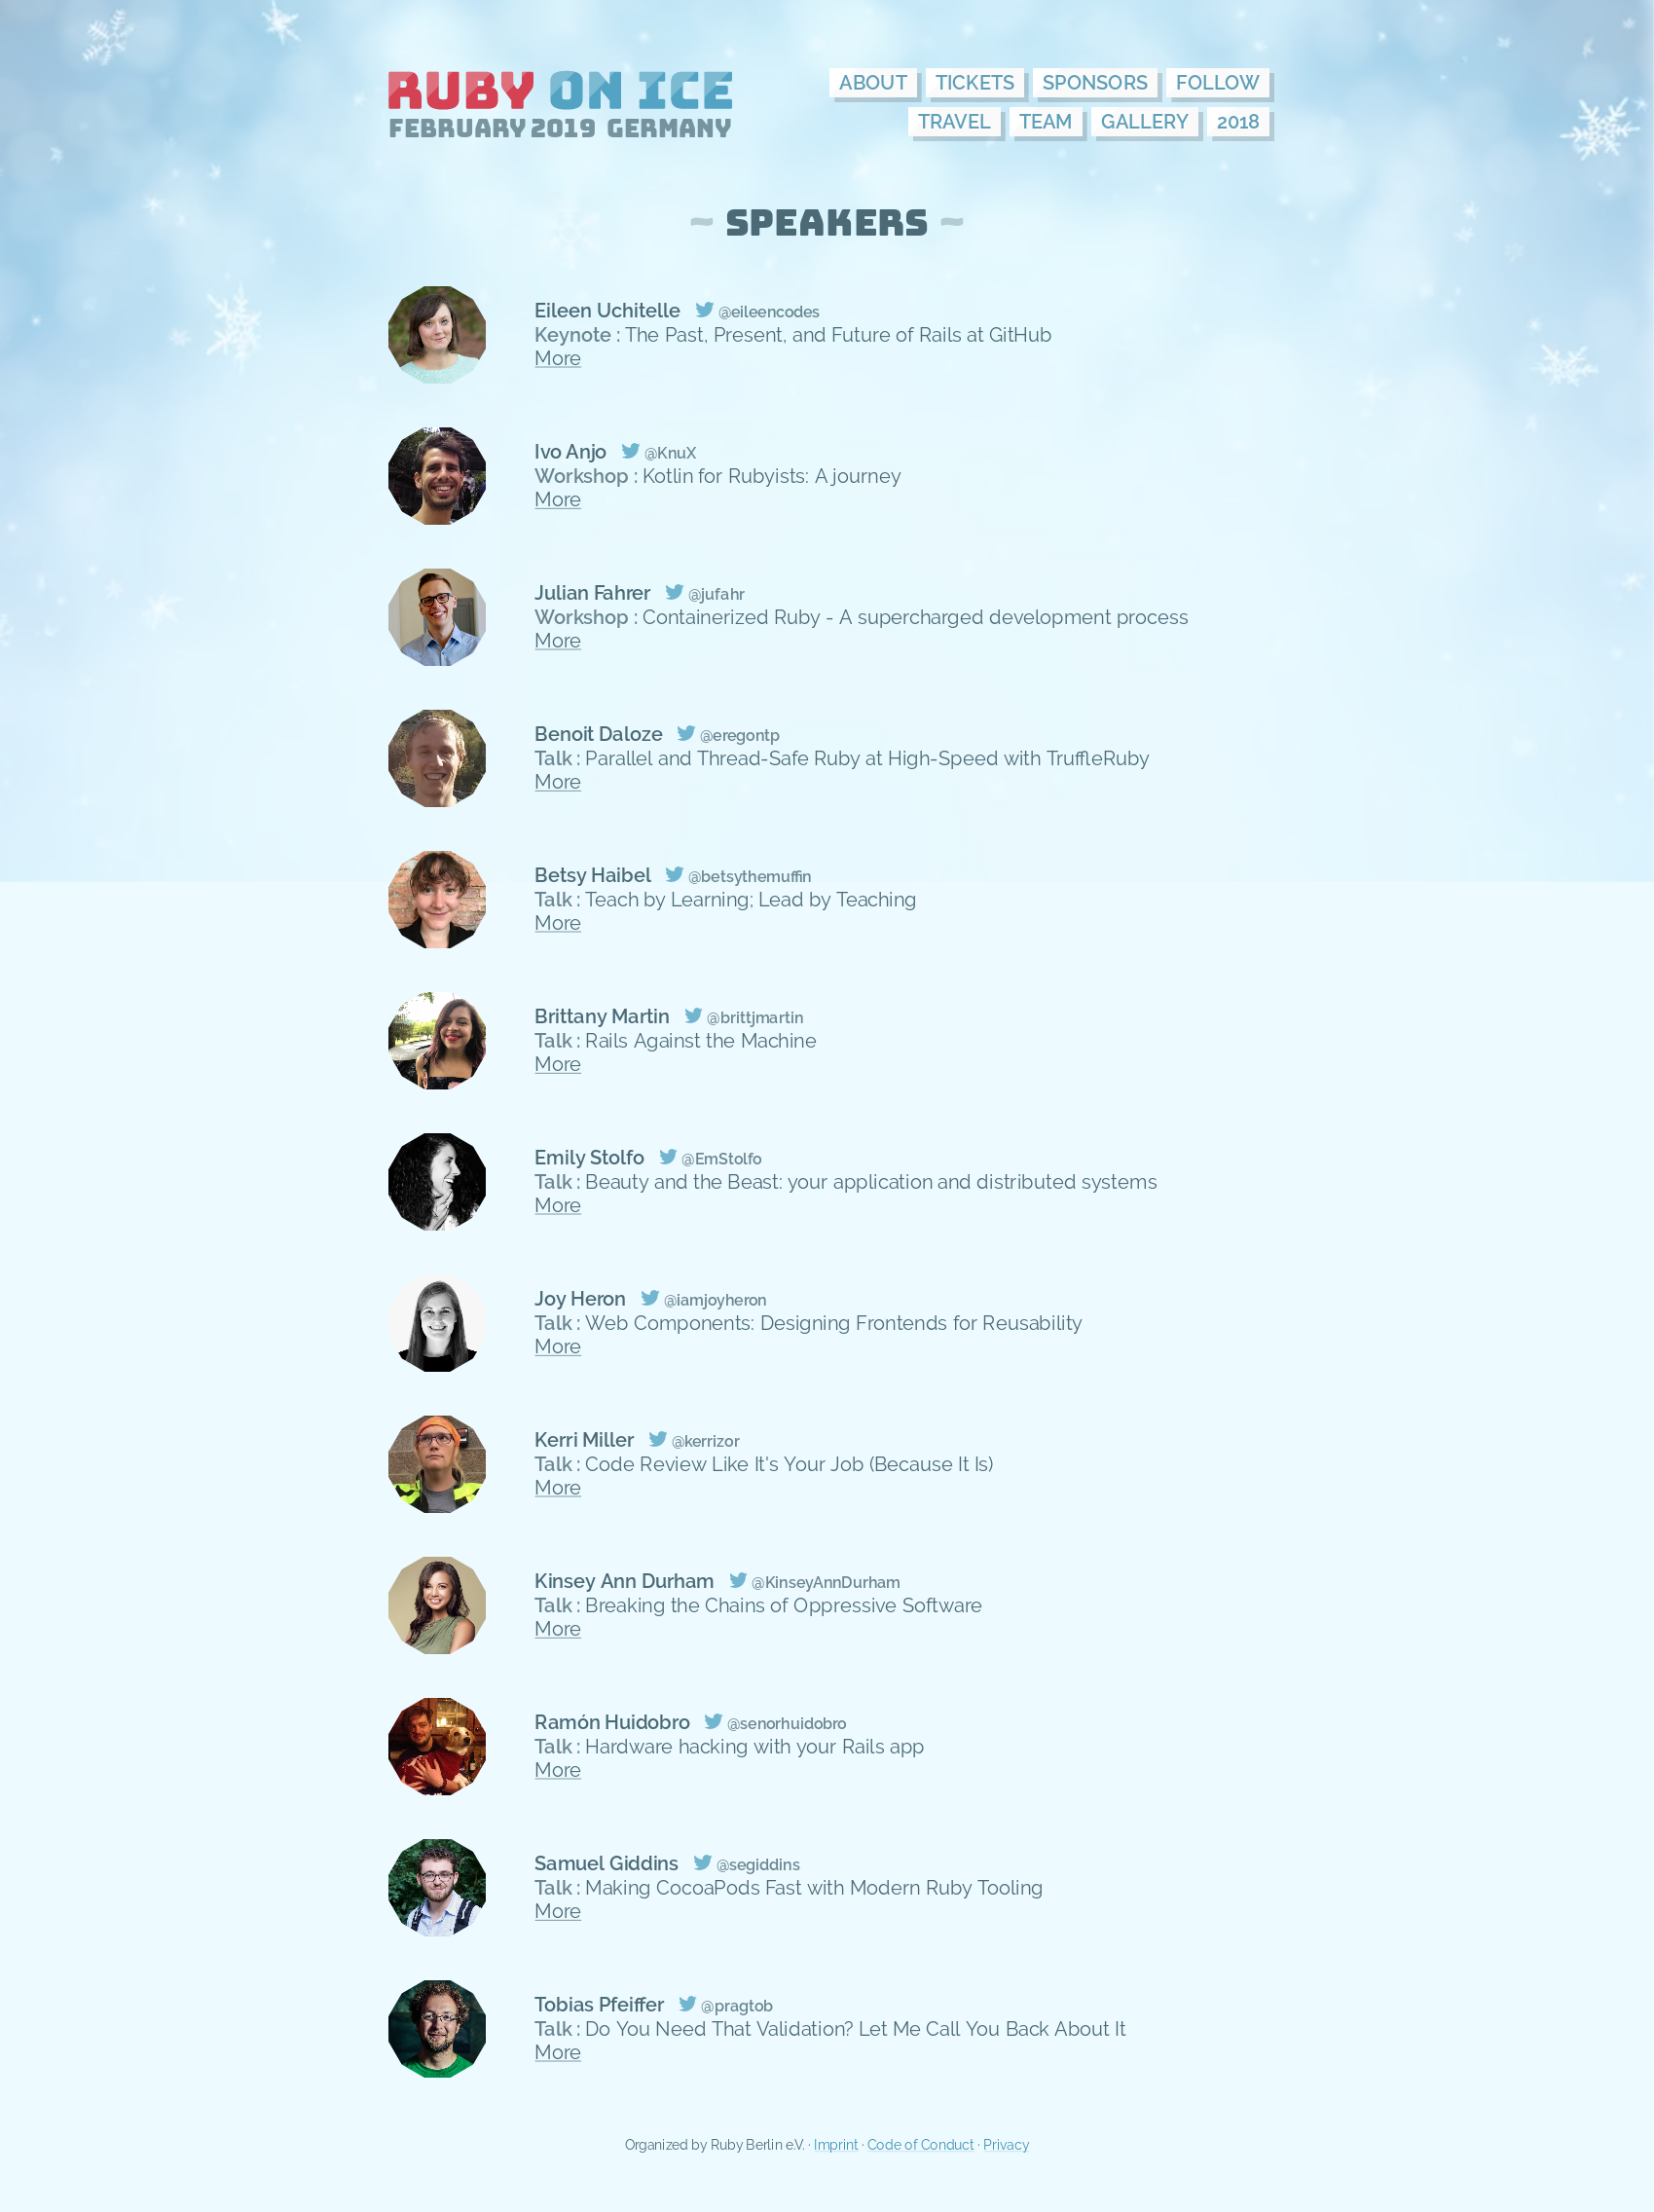 RUBY ON ICE
FEBRUARY 2019 GERMANY
ABOUT TICKETS SPONSORS FOLLOW
TRAVEL TEAM GALLERY 2018
~ SPEAKERS ~
Eileen Uchitelle @eileencodes
Keynote : The Past, Present, and Future of Rails at GitHub
More
Ivo Anjo @KnuX
Workshop : Kotlin for Rubyists: A journey
More
Julian Fahrer @jufahr
Workshop : Containerized Ruby - A supercharged development process
More
Benoit Daloze @eregontp
Talk : Parallel and Thread-Safe Ruby at High-Speed with TruffleRuby
More
Betsy Haibel @betsythemuffin
Talk : Teach by Learning; Lead by Teaching
More
Brittany Martin @brittjmartin
Talk : Rails Against the Machine
More
Emily Stolfo @EmStolfo
Talk : Beauty and the Beast: your application and distributed systems
More
Joy Heron @iamjoyheron
Talk : Web Components: Designing Frontends for Reusability
More
Kerri Miller @kerrizor
Talk : Code Review Like It's Your Job (Because It Is)
More
Kinsey Ann Durham @KinseyAnnDurham
Talk : Breaking the Chains of Oppressive Software
More
Ramón Huidobro @senorhuidobro
Talk : Hardware hacking with your Rails app
More
Samuel Giddins @segiddins
Talk : Making CocoaPods Fast with Modern Ruby Tooling
More
Tobias Pfeiffer @pragtob
Talk : Do You Need That Validation? Let Me Call You Back About It
More
Organized by Ruby Berlin e.V. · Imprint · Code of Conduct · Privacy